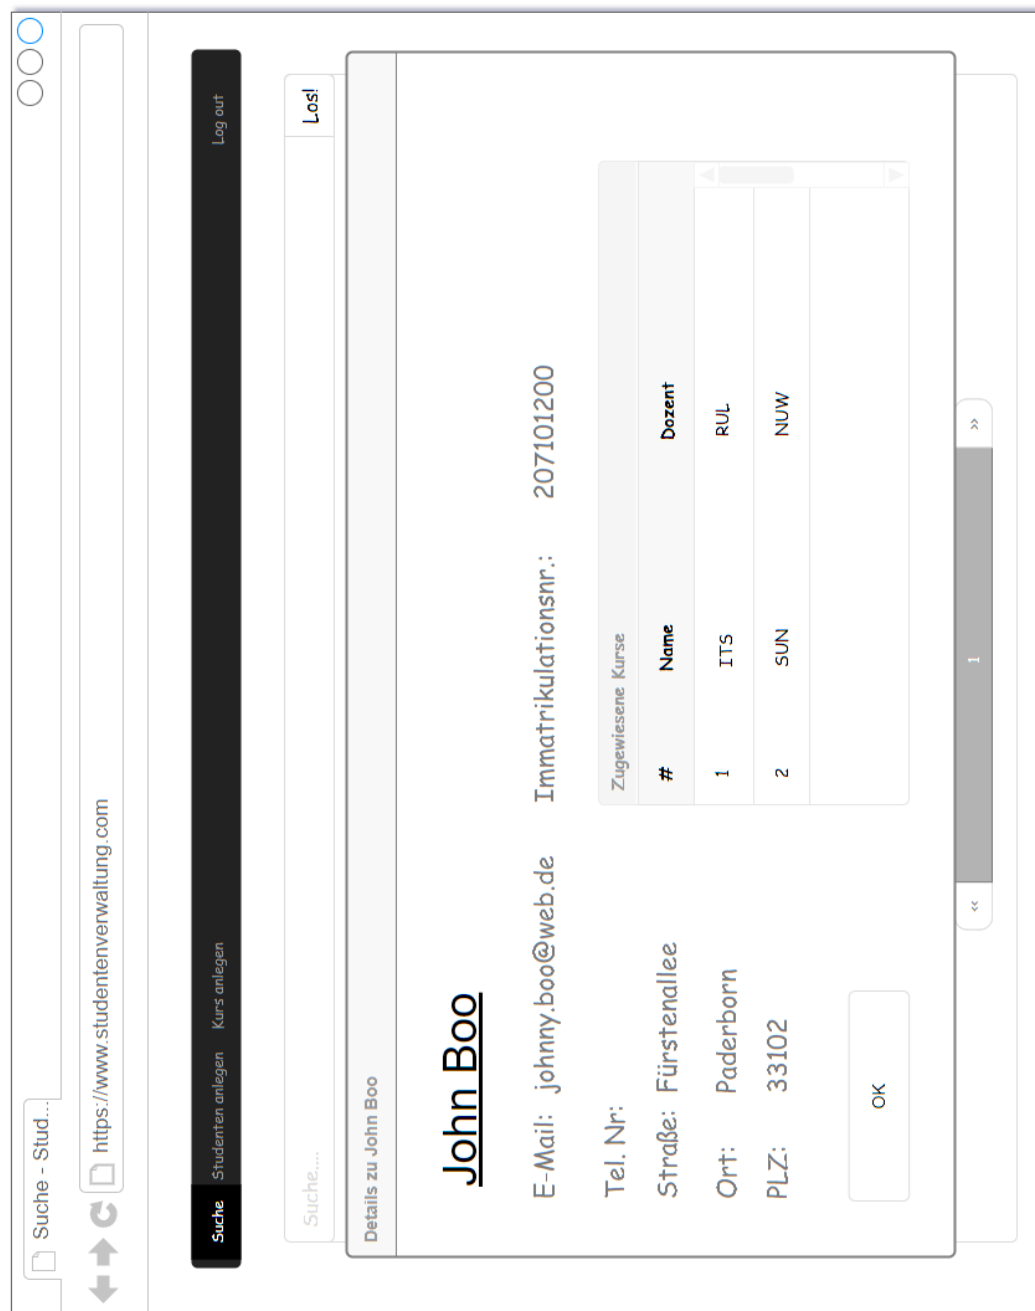 Suche - Stud...
https://www.studentenverwaltung.com
Suche Studenten anlegen Kurs anlegen Log out
Suche.... Los!
Details zu John Boo
John Boo
E-Mail: johnny.boo@web.de Immatrikulationsnr.: 207101200
Tel. Nr:
Straße: Fürstenallee
Ort: Paderborn
PLZ: 33102
Zugewiesene Kurse
# Name Dozent
1 ITS RUL
2 SUN NUW
OK
<< 1 >>